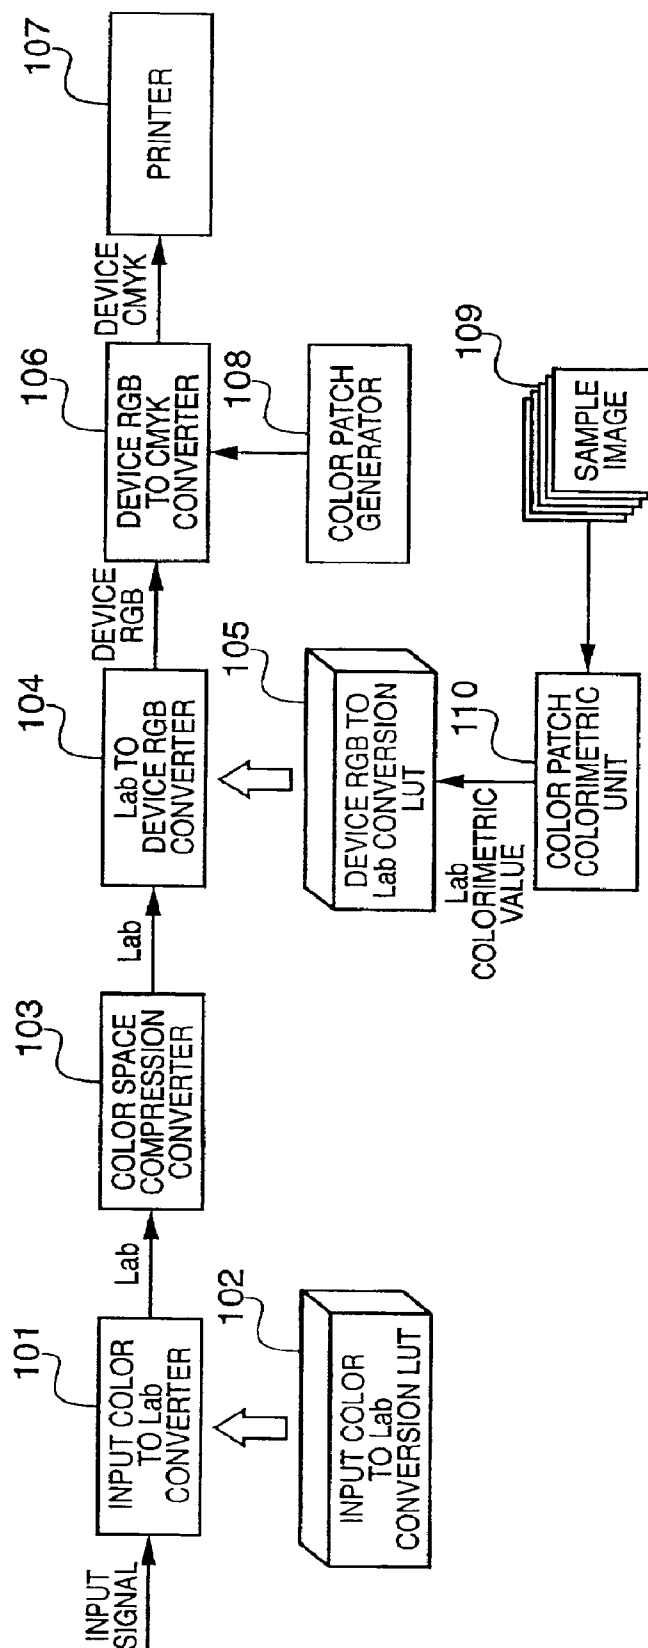 INPUT
SIGNAL
101
INPUT COLOR
TO Lab
CONVERTER
Lab
102
INPUT COLOR
TO Lab
CONVERSION LUT
103
COLOR SPACE
COMPRESSION
CONVERTER
Lab
104
Lab TO
DEVICE RGB
CONVERTER
DEVICE
RGB
105
DEVICE RGB TO
Lab CONVERSION
LUT
Lab
COLORIMETRIC
VALUE
110
COLOR PATCH
COLORIMETRIC
UNIT
106
DEVICE RGB
TO CMYK
CONVERTER
DEVICE
CMYK
108
COLOR PATCH
GENERATOR
109
SAMPLE
IMAGE
107
PRINTER